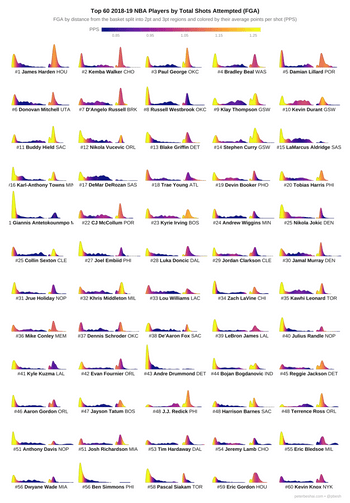 Top 60 2018-19 NBA Players by Total Shots Attempted (FGA)
FGA by distance from the basket split into 2pt and 3pt regions and colored by their average points per shot (PPS)
PPS
#1 James Harden HOU #2 Kemba Walker CHO #3 Paul George OKC #4 Bradley Beal WAS #5 Damian Lillard POR
#6 Donovan Mitchell UTA #7 D'Angelo Russell BRK #8 Russell Westbrook OKC #9 Klay Thompson GSW #10 Kevin Durant GSW
#11 Buddy Hield SAC #12 Nikola Vucevic ORL #13 Blake Griffin DET #14 Stephen Curry GSW #15 LaMarcus Aldridge SAS
#16 Karl-Anthony Towns MIN #17 DeMar DeRozan SAS #18 Trae Young ATL #19 Devin Booker PHO #20 Tobias Harris PHI
Giannis Antetokounmpo #22 CJ McCollum POR #23 Kyrie Irving BOS #24 Andrew Wiggins MIN #25 Nikola Jokic DEN
#25 Collin Sexton CLE #27 Joel Embiid PHI #28 Luka Doncic DAL #29 Jordan Clarkson CLE #30 Jamal Murray DEN
#31 Jrue Holiday NOP #32 Khris Middleton MIL #33 Lou Williams LAC #34 Zach LaVine CHI #35 Kawhi Leonard TOR
#36 Mike Conley MEM #37 Dennis Schroder OKC #38 De'Aaron Fox SAC #39 LeBron James LAL #40 Julius Randle NOP
#41 Kyle Kuzma LAL #42 Evan Fournier ORL #43 Andre Drummond DET #44 Bojan Bogdanovic IND #45 Reggie Jackson DET
#46 Aaron Gordon ORL #47 Jayson Tatum BOS #48 J.J. Redick PHI #48 Harrison Barnes SAC #48 Terrence Ross ORL
#51 Anthony Davis NOP #51 Josh Richardson MIA #53 Tim Hardaway DAL #54 Jeremy Lamb CHO #55 Eric Bledsoe MIL
#56 Dwyane Wade MIA #56 Ben Simmons PHI #58 Pascal Siakam TOR #59 Eric Gordon HOU #60 Kevin Knox NYK